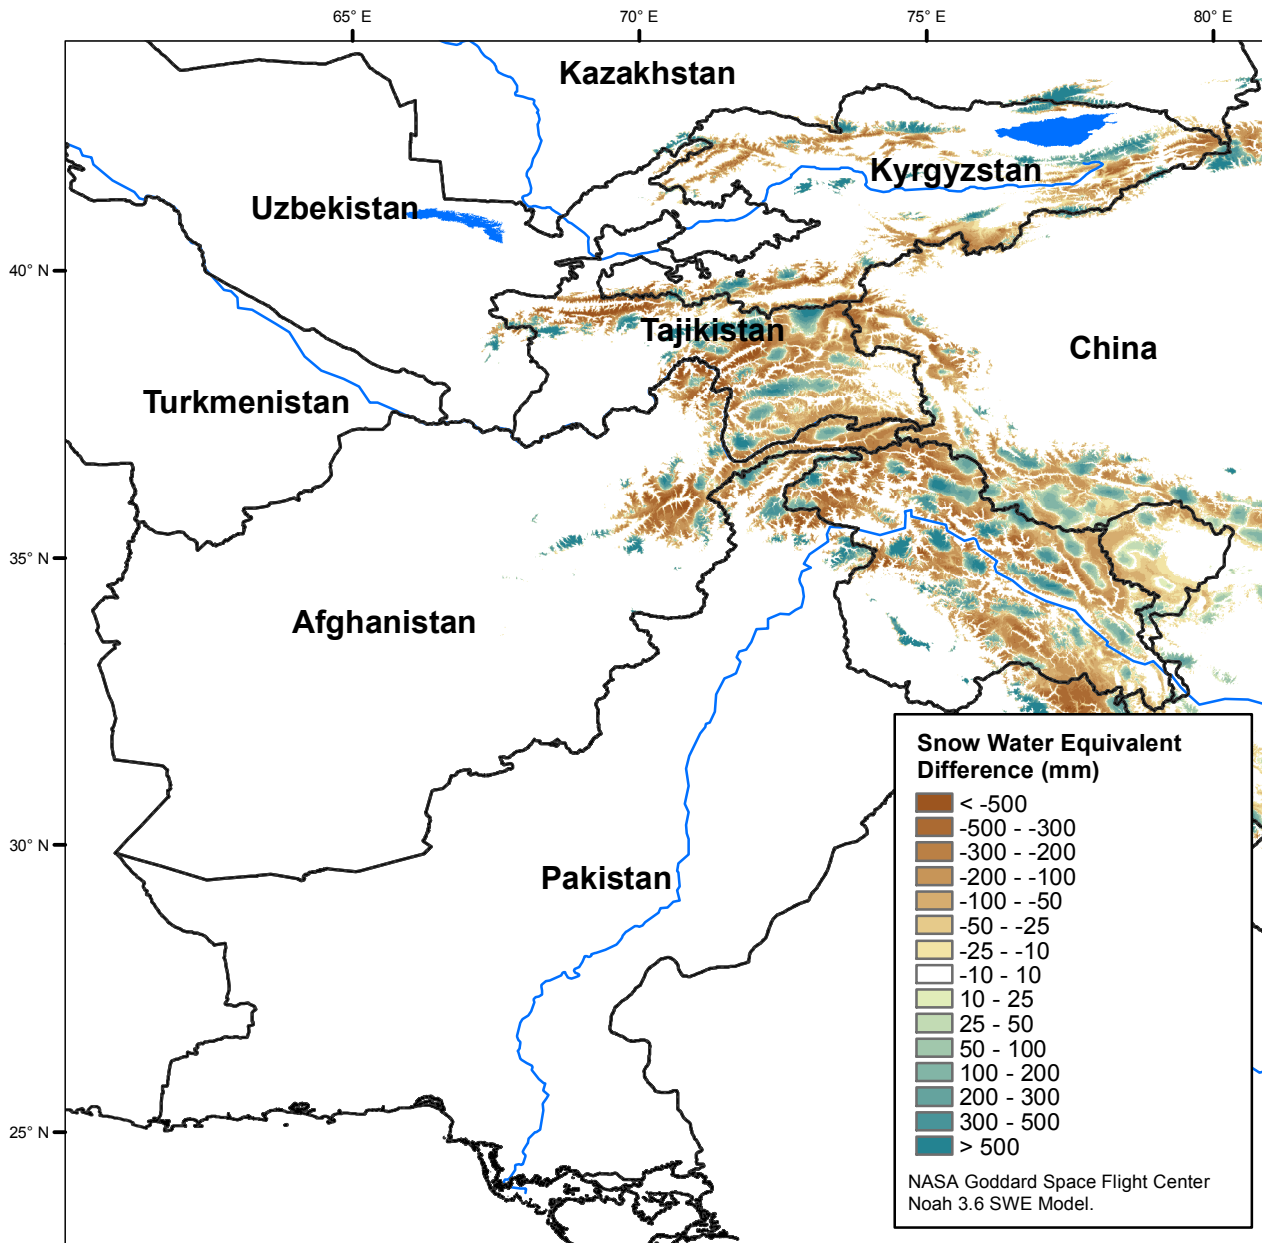 65° E
70° E
75° E
80° E
Kazakhstan
Kyrgyzstan
Uzbekistan
40° N
Tajikistan
China
Turkmenistan
35° N
Afghanistan
Snow Water Equivalent
Difference (mm)
< -500
-500 - -300
-300 - -200
-200 - -100
-100 - -50
-50 - -25
-25 - -10
-10 - 10
10 - 25
25 - 50
50 - 100
100 - 200
200 - 300
300 - 500
> 500
NASA Goddard Space Flight Center
Noah 3.6 SWE Model.
30° N
Pakistan
25° N